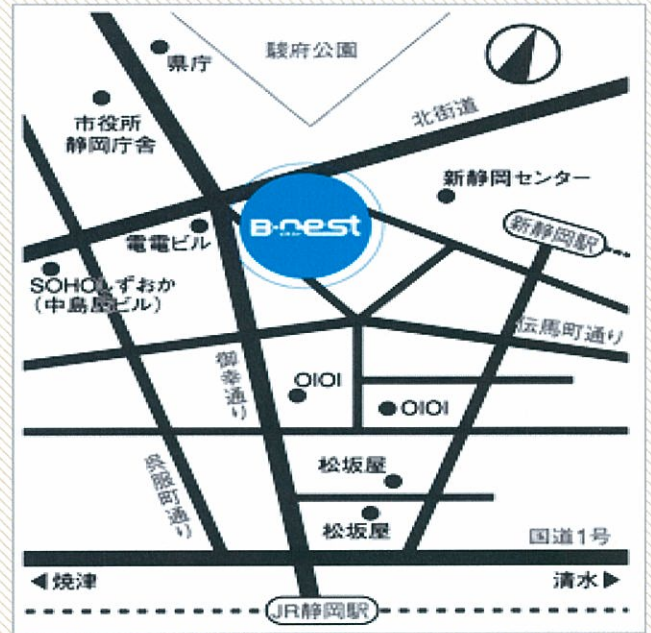 駿府公園
県庁
市役所
静岡庁舎
北街道
新静岡センター
B-nest
電電ビル
新静岡駅
SOHOしずおか
(中島屋ビル)
伝馬町通り
御幸通り
OIOI
OIOI
呉服町通り
松坂屋
松坂屋
国道1号
◀焼津
清水▶
JR静岡駅